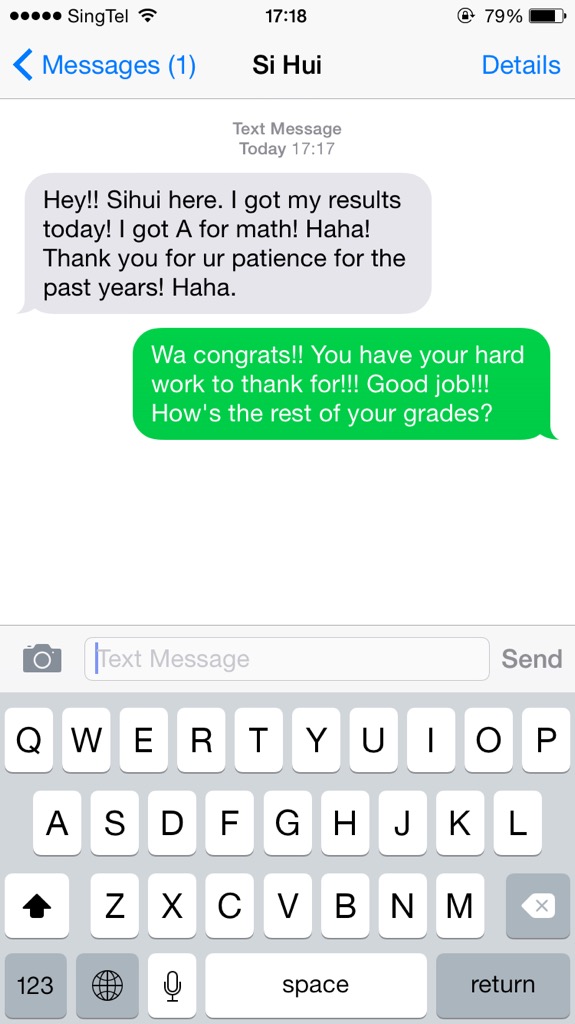 SingTel 17:18 79%
Messages (1) Si Hui Details
Text Message
Today 17:17
Hey!! Sihui here. I got my results
today! I got A for math! Haha!
Thank you for ur patience for the
past years! Haha.
Wa congrats!! You have your hard
work to thank for!!! Good job!!!
How's the rest of your grades?
Text Message Send
Q W E R T Y U I O P
A S D F G H J K L
Z X C V B N M
123 space return